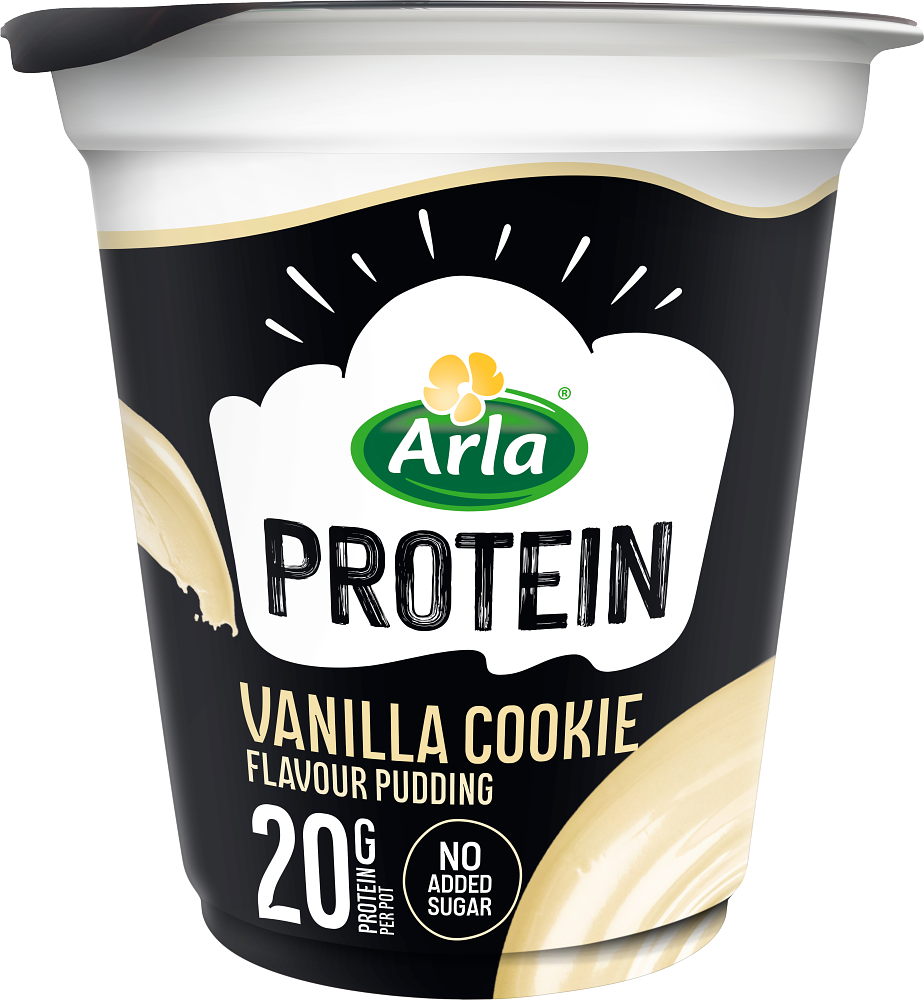 Arla®
PROTEIN
VANILLA COOKIE
FLAVOUR PUDDING
20G
PROTEIN
PER POT
NO
ADDED
SUGAR